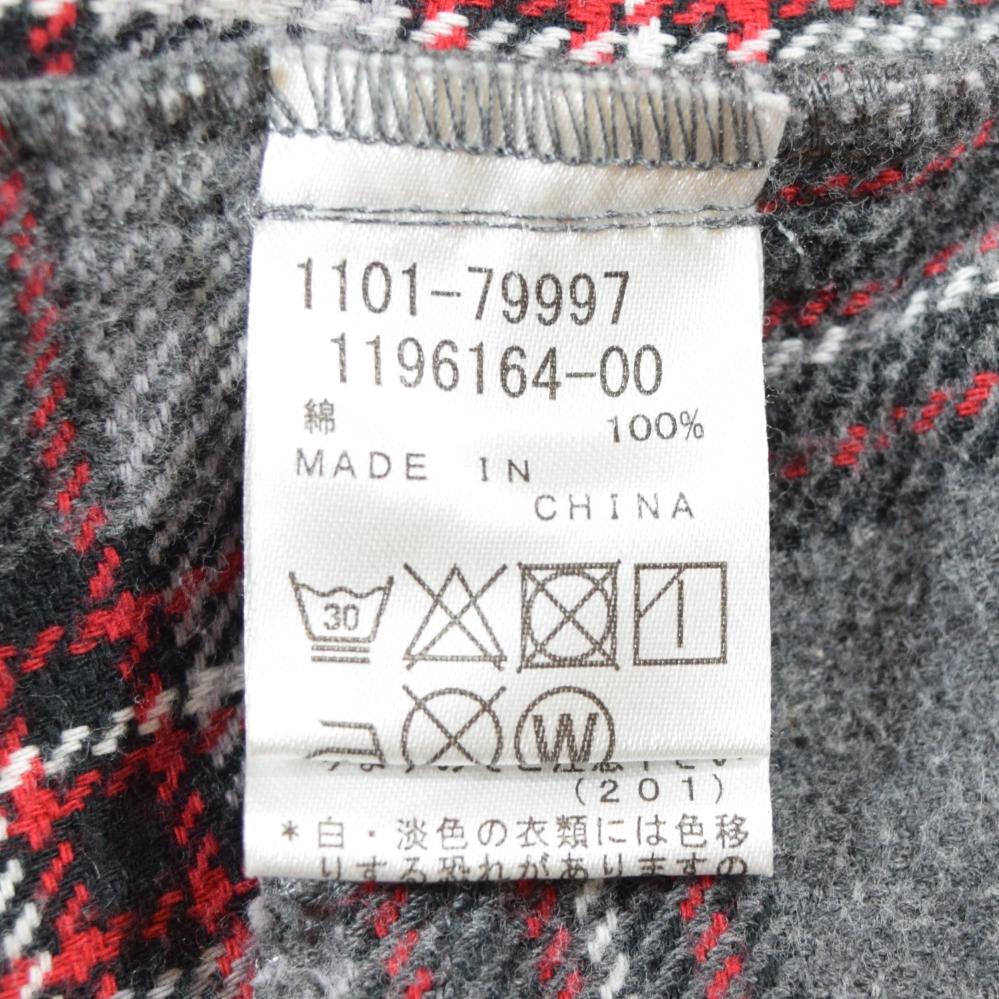 1101-79997
1196164-00
綿 100%
MADE IN
CHINA
30
W
(201)
*白・淡色の衣類には色移
りする恐れがありますの